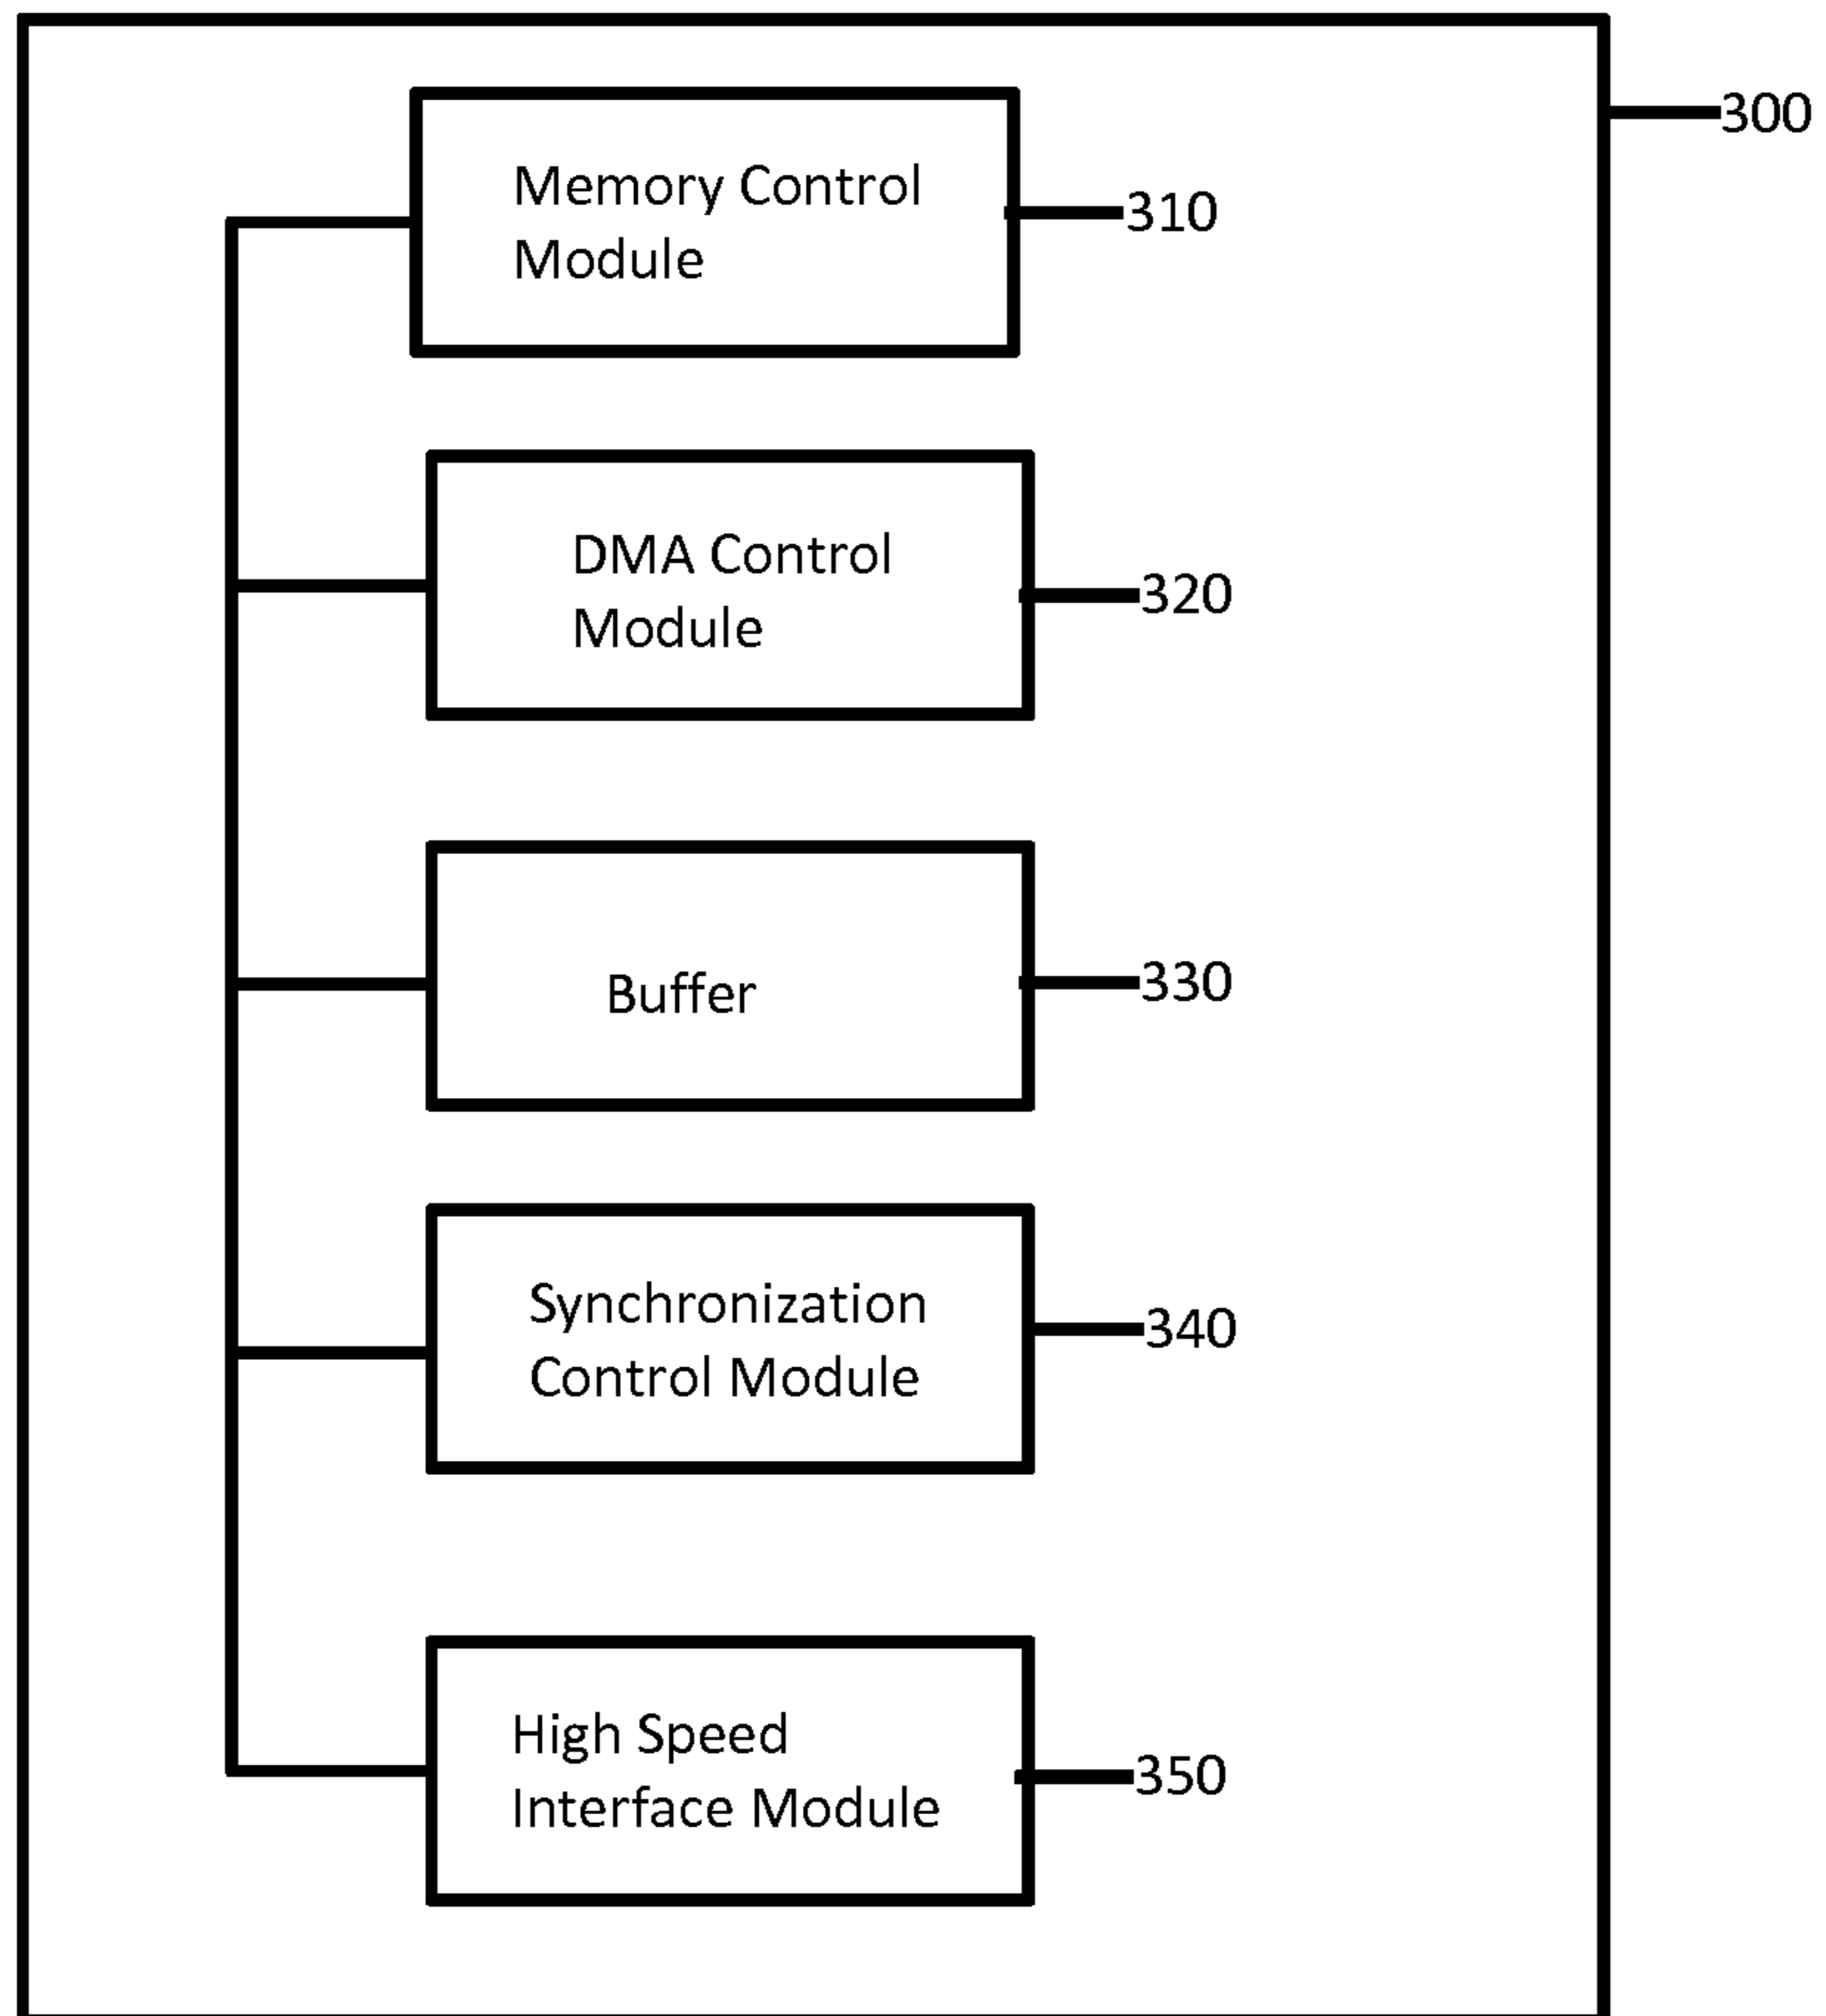 300
Memory Control
Module
310
DMA Control
Module
320
Buffer
330
Synchronization
Control Module
340
High Speed
Interface Module
350